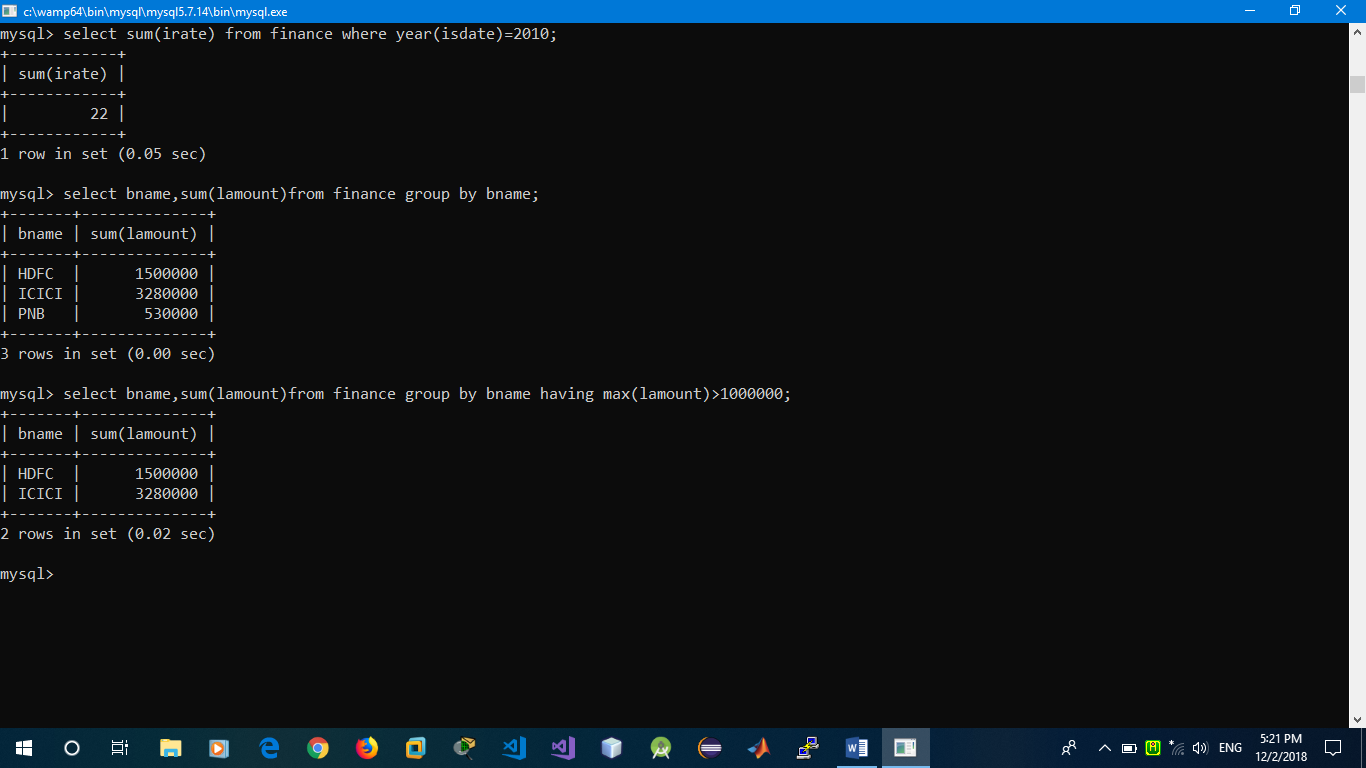 c:\wamp64\bin\mysql\mysql5.7.14\bin\mysql.exe
mysql> select sum(irate) from finance where year(isdate)=2010;
+------------+
| sum(irate) |
+------------+
|         22 |
+------------+
1 row in set (0.05 sec)
mysql> select bname,sum(lamount)from finance group by bname;
+-------+--------------+
| bname | sum(lamount) |
+-------+--------------+
| HDFC  |      1500000 |
| ICICI |      3280000 |
| PNB   |       530000 |
+-------+--------------+
3 rows in set (0.00 sec)
mysql> select bname,sum(lamount)from finance group by bname having max(lamount)>1000000;
+-------+--------------+
| bname | sum(lamount) |
+-------+--------------+
| HDFC  |      1500000 |
| ICICI |      3280000 |
+-------+--------------+
2 rows in set (0.02 sec)
mysql>
ENG
5:21 PM
12/2/2018